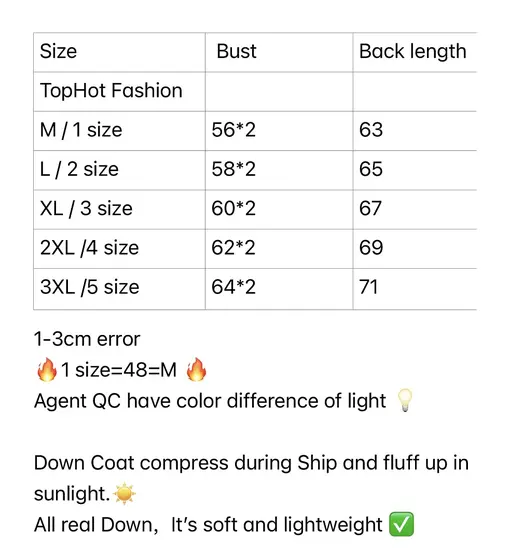 Size Bust Back length
TopHot Fashion
M / 1 size 56*2 63
L / 2 size 58*2 65
XL / 3 size 60*2 67
2XL /4 size 62*2 69
3XL /5 size 64*2 71
1-3cm error
🔥1 size=48=M 🔥
Agent QC have color difference of light 💡
Down Coat compress during Ship and fluff up in
sunlight.☀️
All real Down，It's soft and lightweight ✅